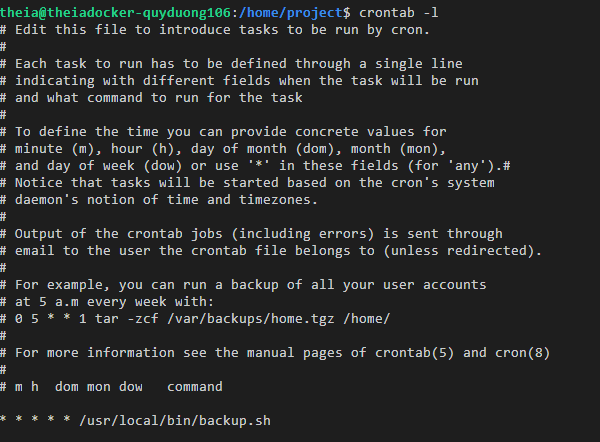 theia@theiadocker-quyduong106:/home/project$ crontab -l
# Edit this file to introduce tasks to be run by cron.
#
# Each task to run has to be defined through a single line
# indicating with different fields when the task will be run
# and what command to run for the task
#
# To define the time you can provide concrete values for
# minute (m), hour (h), day of month (dom), month (mon),
# and day of week (dow) or use '*' in these fields (for 'any').#
# Notice that tasks will be started based on the cron's system
# daemon's notion of time and timezones.
#
# Output of the crontab jobs (including errors) is sent through
# email to the user the crontab file belongs to (unless redirected).
#
# For example, you can run a backup of all your user accounts
# at 5 a.m every week with:
# 0 5 * * 1 tar -zcf /var/backups/home.tgz /home/
#
# For more information see the manual pages of crontab(5) and cron(8)
#
# m h  dom mon dow   command
* * * * * /usr/local/bin/backup.sh